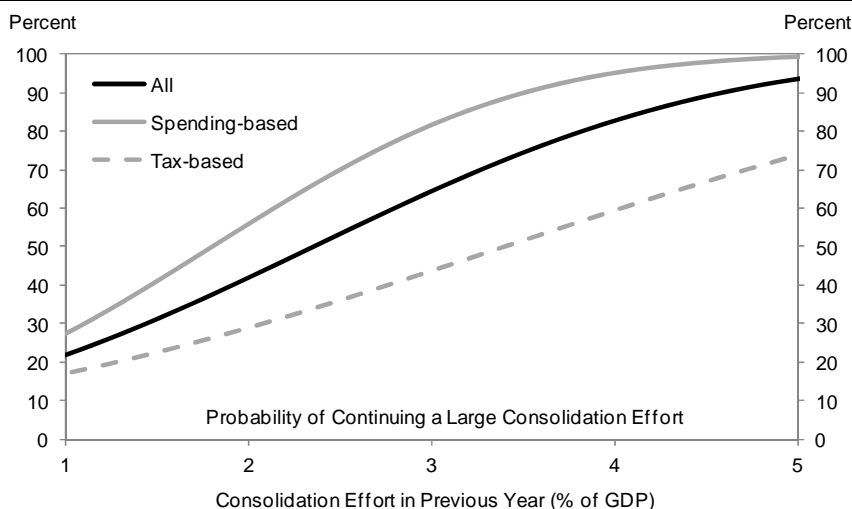 Percent Percent
100 100
90 90
80 80
70 70
60 60
50 50
40 40
30 30
20 20
10 10
0 0
All
Spending-based
Tax-based
Probability of Continuing a Large Consolidation Effort
1 2 3 4 5
Consolidation Effort in Previous Year (% of GDP)